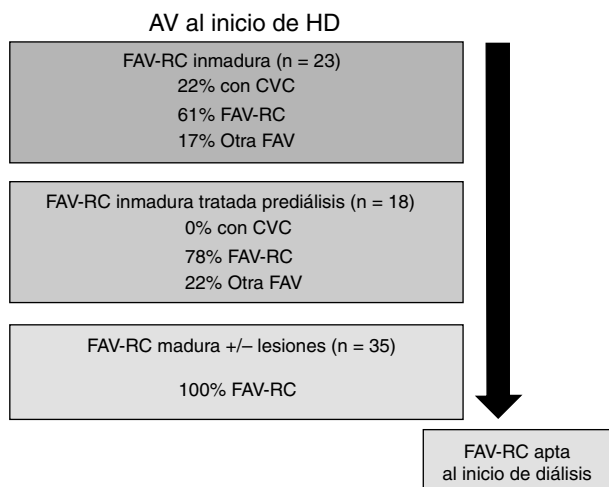 AV al inicio de HD
FAV-RC inmadura (n = 23)
22% con CVC
61% FAV-RC
17% Otra FAV
FAV-RC inmadura tratada prediálisis (n = 18)
0% con CVC
78% FAV-RC
22% Otra FAV
FAV-RC madura +/– lesiones (n = 35)
100% FAV-RC
FAV-RC apta
al inicio de diálisis